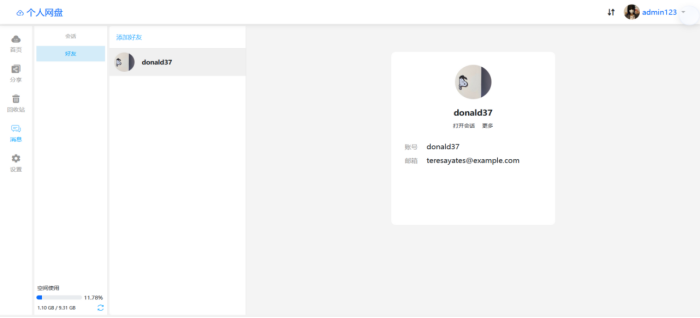 个人网盘
admin123
首页
分享
回收站
消息
设置
会话
好友
空间使用
11.78%
1.10 GB / 9.31 GB
添加好友
donald37
donald37
打开会话 更多
账号 donald37
邮箱 teresayates@example.com